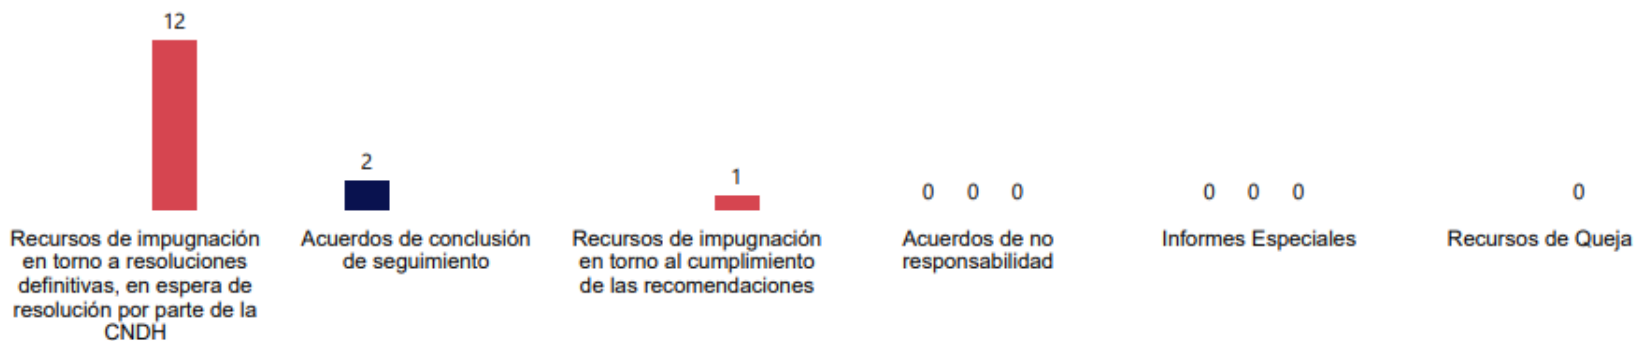 12
2
1
0 0 0
0 0 0
0
Recursos de impugnación
en torno a resoluciones
definitivas, en espera de
resolución por parte de la
CNDH
Acuerdos de conclusión
de seguimiento
Recursos de impugnación
en torno al cumplimiento
de las recomendaciones
Acuerdos de no
responsabilidad
Informes Especiales
Recursos de Queja